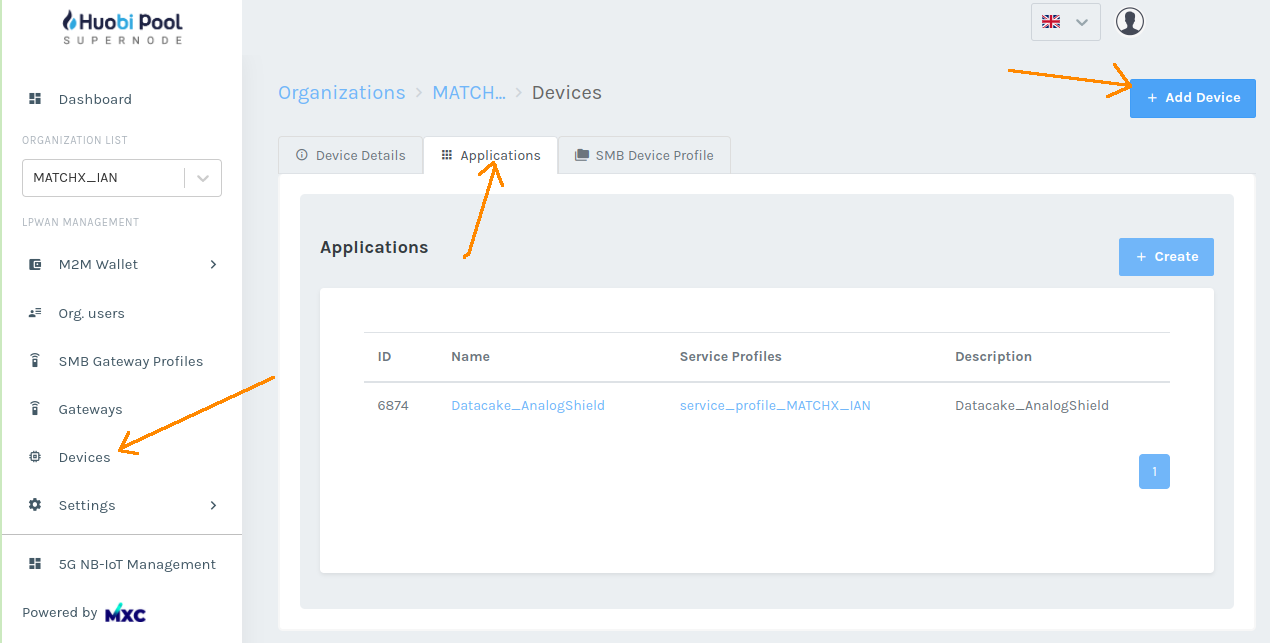 Huobi Pool
SUPERNODE
Dashboard
ORGANIZATION LIST
MATCHX_IAN
LPWAN MANAGEMENT
M2M Wallet
Org. users
SMB Gateway Profiles
Gateways
Devices
Settings
5G NB-IoT Management
Powered by MXC
Organizations > MATCH... > Devices
+ Add Device
Device Details Applications SMB Device Profile
Applications
+ Create
ID Name Service Profiles Description
6874 Datacake_AnalogShield service_profile_MATCHX_IAN Datacake_AnalogShield
1